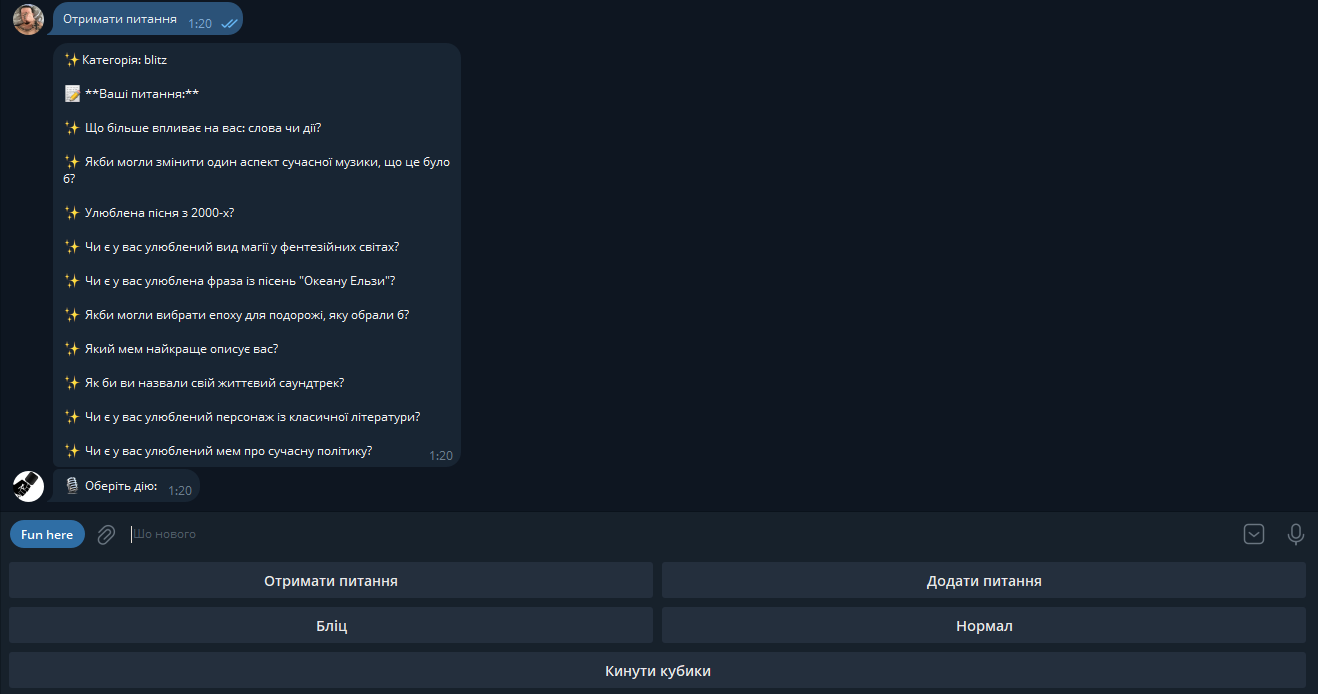 Отримати питання 1:20
✨Категорія: blitz
📝 **Ваші питання:**
✨ Що більше впливає на вас: слова чи дії?
✨ Якби могли змінити один аспект сучасної музики, що це було
б?
✨ Улюблена пісня з 2000-х?
✨ Чи є у вас улюблений вид магії у фентезійних світах?
✨ Чи є у вас улюблена фраза із пісень "Океану Ельзи"?
✨ Якби могли вибрати епоху для подорожі, яку обрали б?
✨ Який мем найкраще описує вас?
✨ Як би ви назвали свій життєвий саундтрек?
✨ Чи є у вас улюблений персонаж із класичної літератури?
✨ Чи є у вас улюблений мем про сучасну політику? 1:20
🎙 Оберіть дію: 1:20
Fun here Шо нового
Отримати питання Додати питання
Бліц Нормал
Кинути кубики